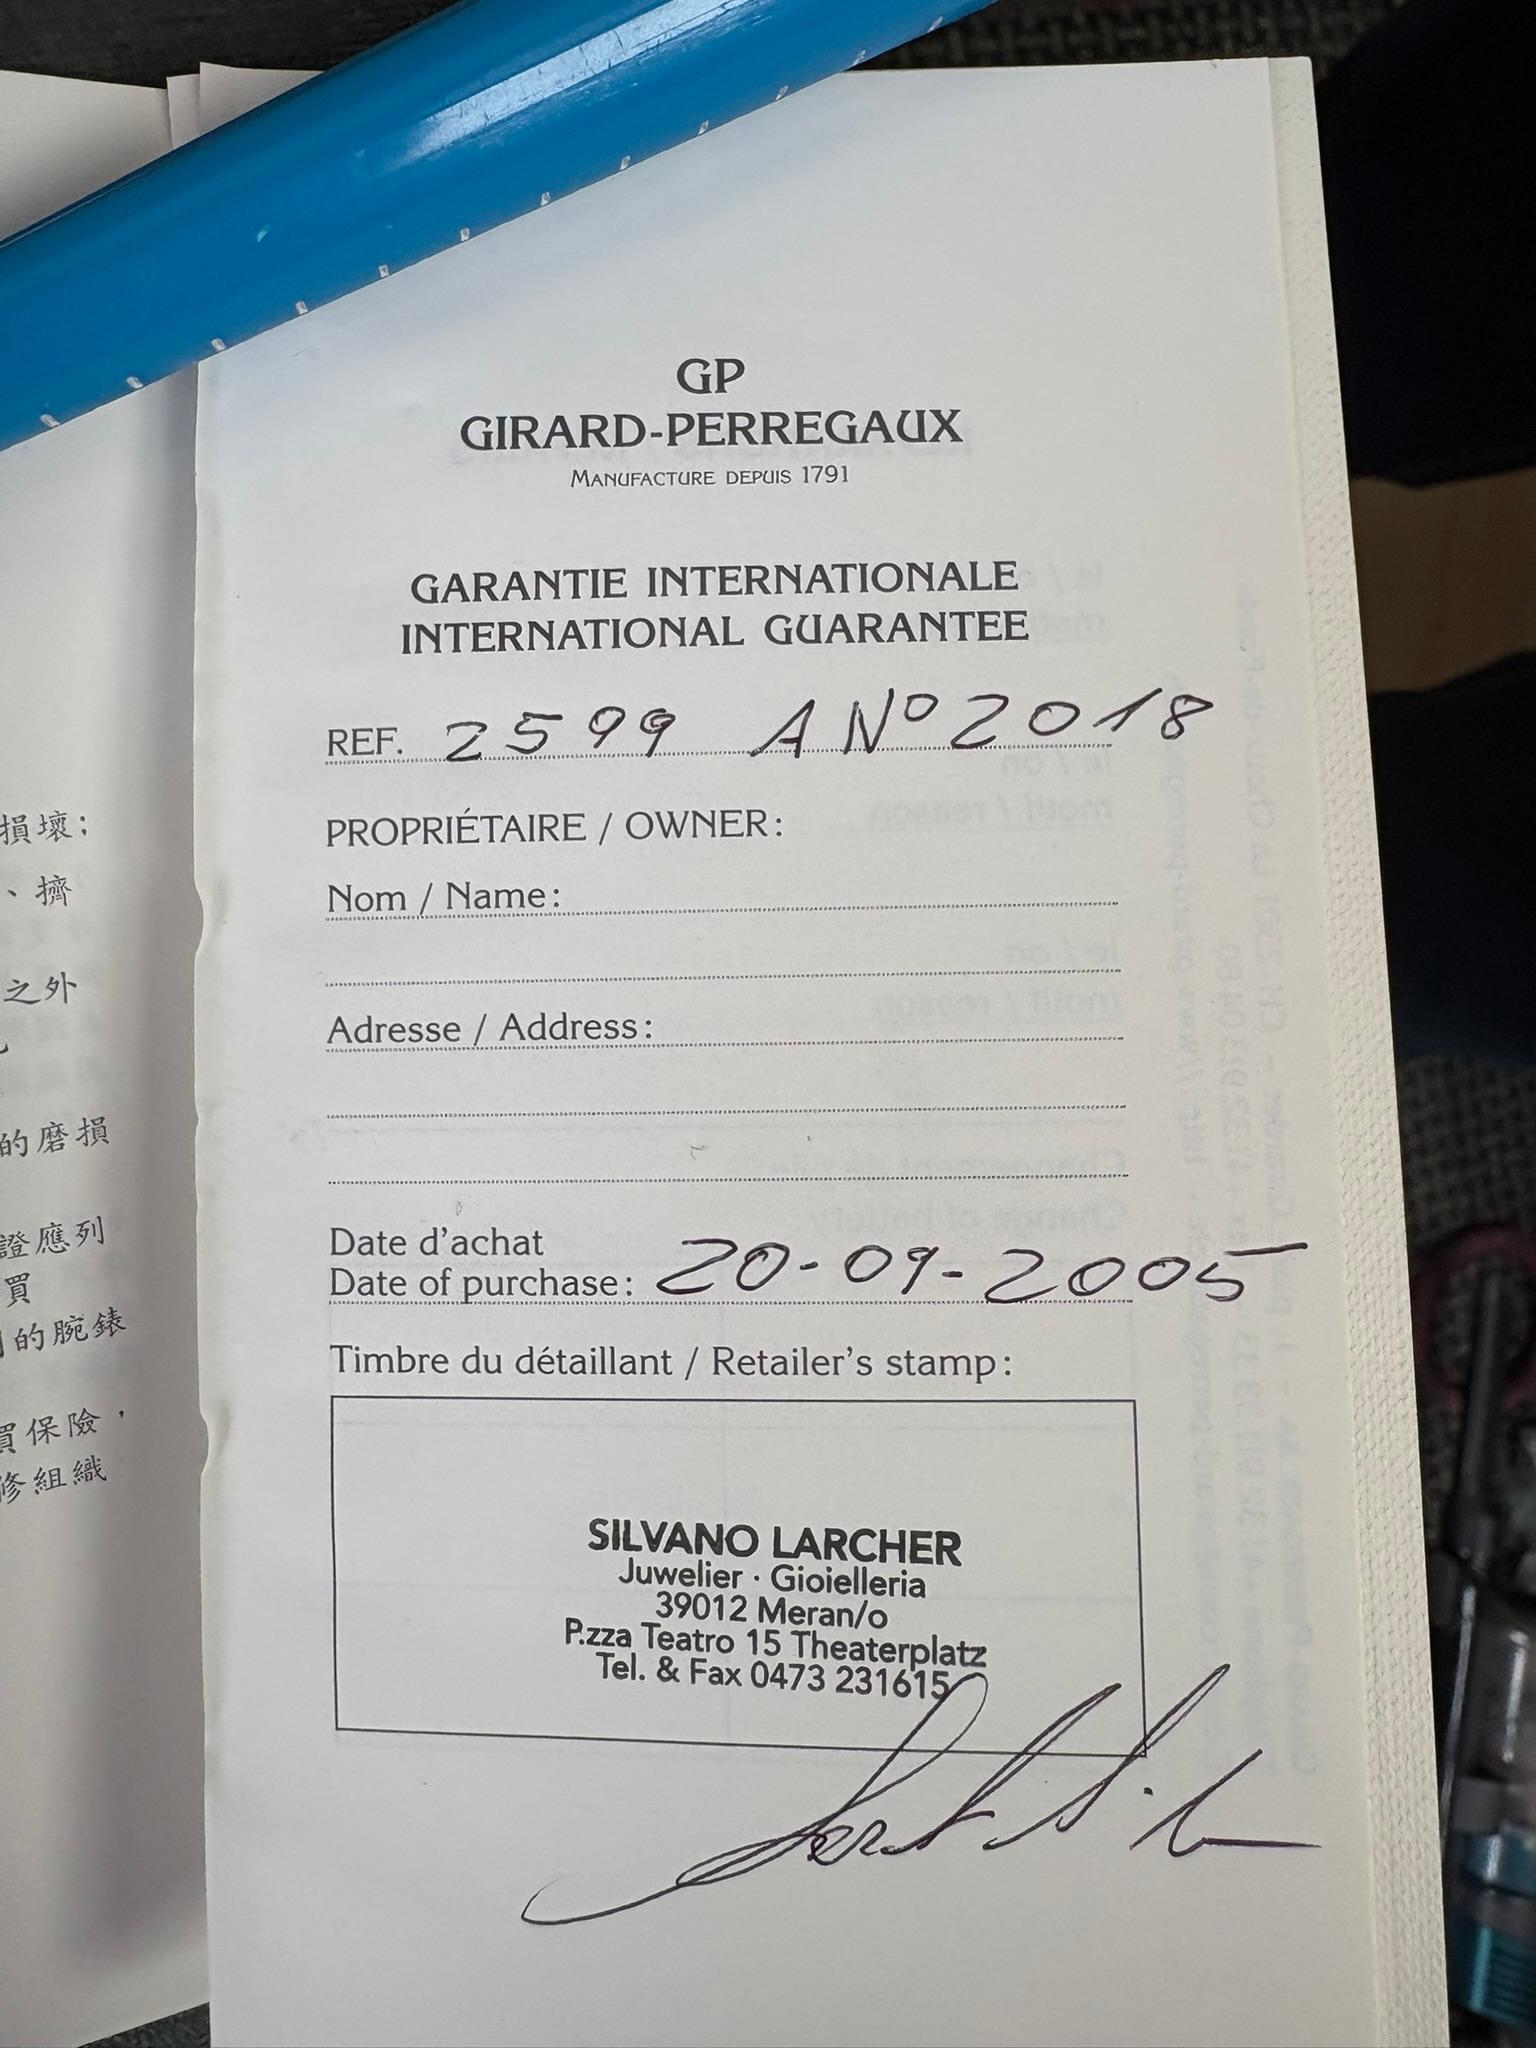 損壞；
、擠
之外
的磨損
證應列
買
的腕錶
買保險，
修組織
GP
GIRARD-PERREGAUX
MANUFACTURE DEPUIS 1791
GARANTIE INTERNATIONALE
INTERNATIONAL GUARANTEE
REF. 2599 A Nº 2018
PROPRIÉTAIRE / OWNER:
Nom / Name:
Adresse / Address:
Date d'achat
Date of purchase: 20-09-2005
Timbre du détaillant / Retailer's stamp:
SILVANO LARCHER
Juwelier · Gioielleria
39012 Meran/o
P.zza Teatro 15 Theaterplatz
Tel. & Fax 0473 231615